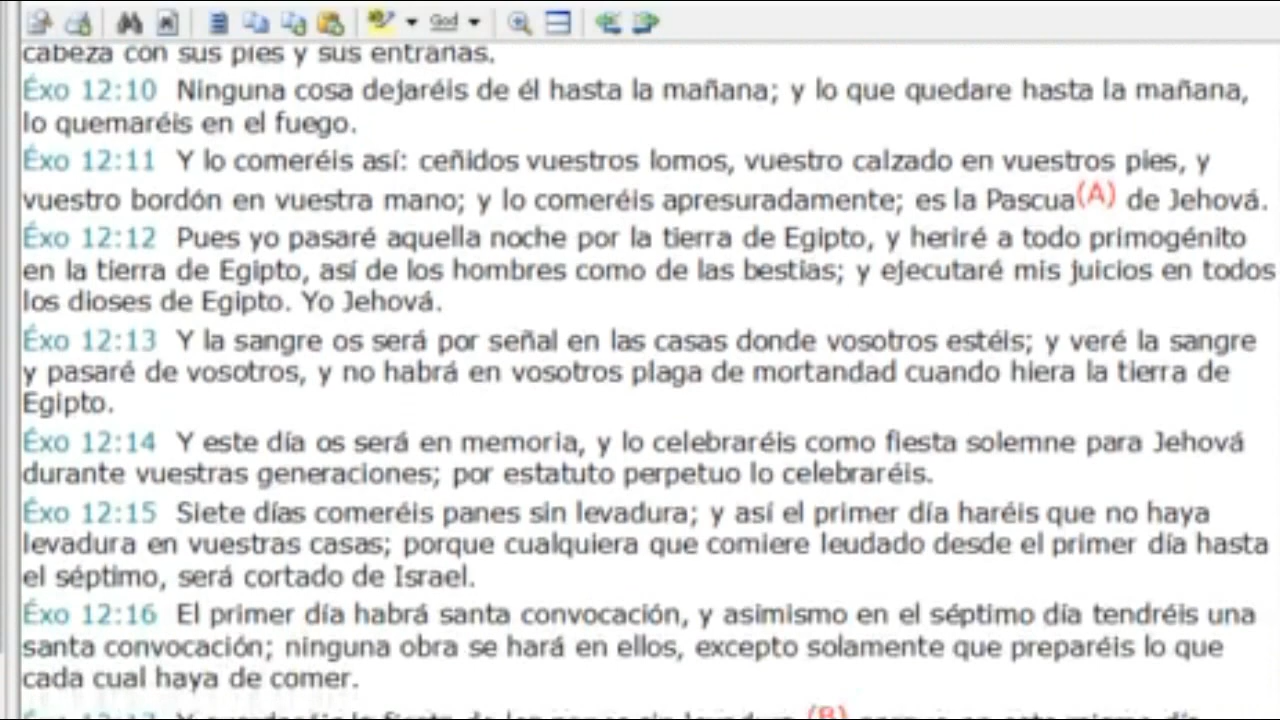 God
cabeza con sus pies y sus entrañas.
Éxo 12:10 Ninguna cosa dejaréis de él hasta la mañana; y lo que quedare hasta la mañana,
lo quemaréis en el fuego.
Éxo 12:11 Y lo comeréis así: ceñidos vuestros lomos, vuestro calzado en vuestros pies, y
vuestro bordón en vuestra mano; y lo comeréis apresuradamente; es la Pascua(A) de Jehová.
Éxo 12:12 Pues yo pasaré aquella noche por la tierra de Egipto, y heriré a todo primogénito
en la tierra de Egipto, así de los hombres como de las bestias; y ejecutaré mis juicios en todos
los dioses de Egipto. Yo Jehová.
Éxo 12:13 Y la sangre os será por señal en las casas donde vosotros estéis; y veré la sangre
y pasaré de vosotros, y no habrá en vosotros plaga de mortandad cuando hiera la tierra de
Egipto.
Éxo 12:14 Y este día os será en memoria, y lo celebraréis como fiesta solemne para Jehová
durante vuestras generaciones; por estatuto perpetuo lo celebraréis.
Éxo 12:15 Siete días comeréis panes sin levadura; y así el primer día haréis que no haya
levadura en vuestras casas; porque cualquiera que comiere leudado desde el primer día hasta
el séptimo, será cortado de Israel.
Éxo 12:16 El primer día habrá santa convocación, y asimismo en el séptimo día tendréis una
santa convocación; ninguna obra se hará en ellos, excepto solamente que preparéis lo que
cada cual haya de comer.